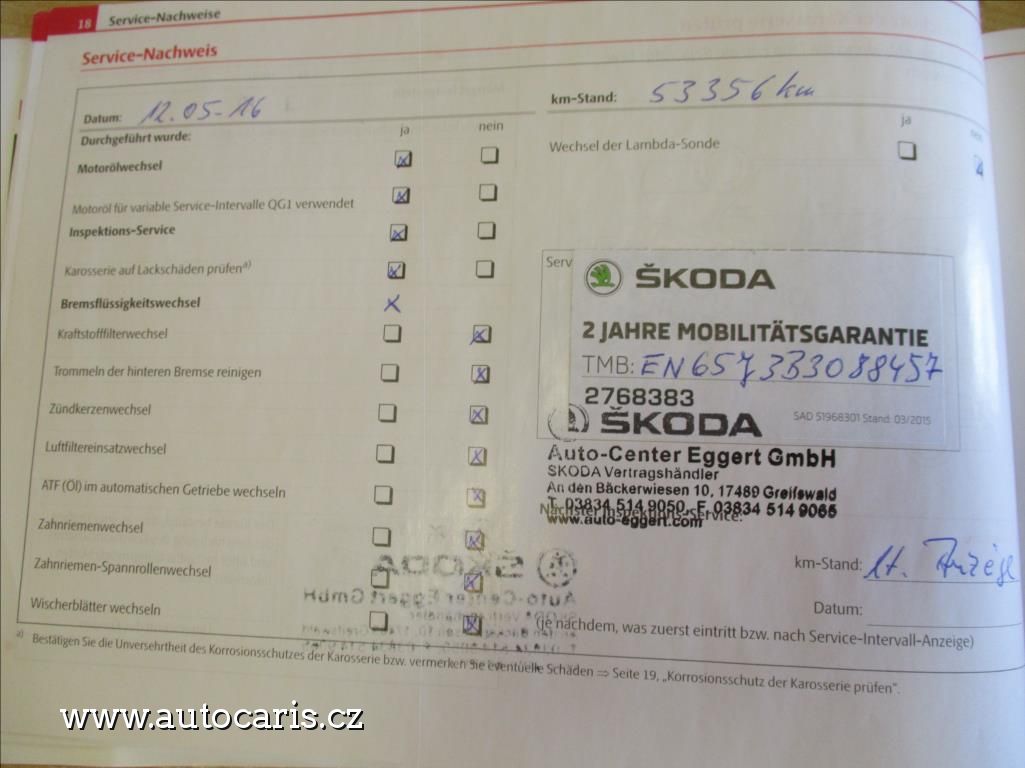 18 Service-Nachweise
Service-Nachweis
Datum: 12.05-16
km-Stand: 53356 km
Durchgeführt wurde:
ja nein
ja
Motorölwechsel
Wechsel der Lambda-Sonde
Motoröl für variable Service-Intervalle QG1 verwendet
Inspektions-Service
Karosserie auf Lackschäden prüfen a)
Bremsflüssigkeitswechsel
Kraftstofffilterwechsel
Trommeln der hinteren Bremse reinigen
Zündkerzenwechsel
Luftfiltereinsatzwechsel
ATF (Öl) im automatischen Getriebe wechseln
Zahnriemenwechsel
Zahnriemen-Spannrollenwechsel
Wischerblätter wechseln
Serv
ŠKODA
2 JAHRE MOBILITÄTSGARANTIE
TMB: EN65J3B3088457
2768383
SAD 51968301 Stand: 03/2015
ŠKODA
Auto-Center Eggert GmbH
SKODA Vertragshändler
An den Bäckerwiesen 10, 17489 Greifswald
T. 03834 514 9050, F. 03834 514 9065
Nächster Inspektions-Service:
www.auto-eggert.com
km-Stand: lt.
Datum:
(je nachdem, was zuerst eintritt bzw. nach Service-Intervall-Anzeige)
a) Bestätigen Sie die Unversehrtheit des Korrosionsschutzes der Karosserie bzw. vermerken Sie eventuelle Schäden ⇒ Seite 19, „Korrosionsschutz der Karosserie prüfen".
www.autocaris.cz